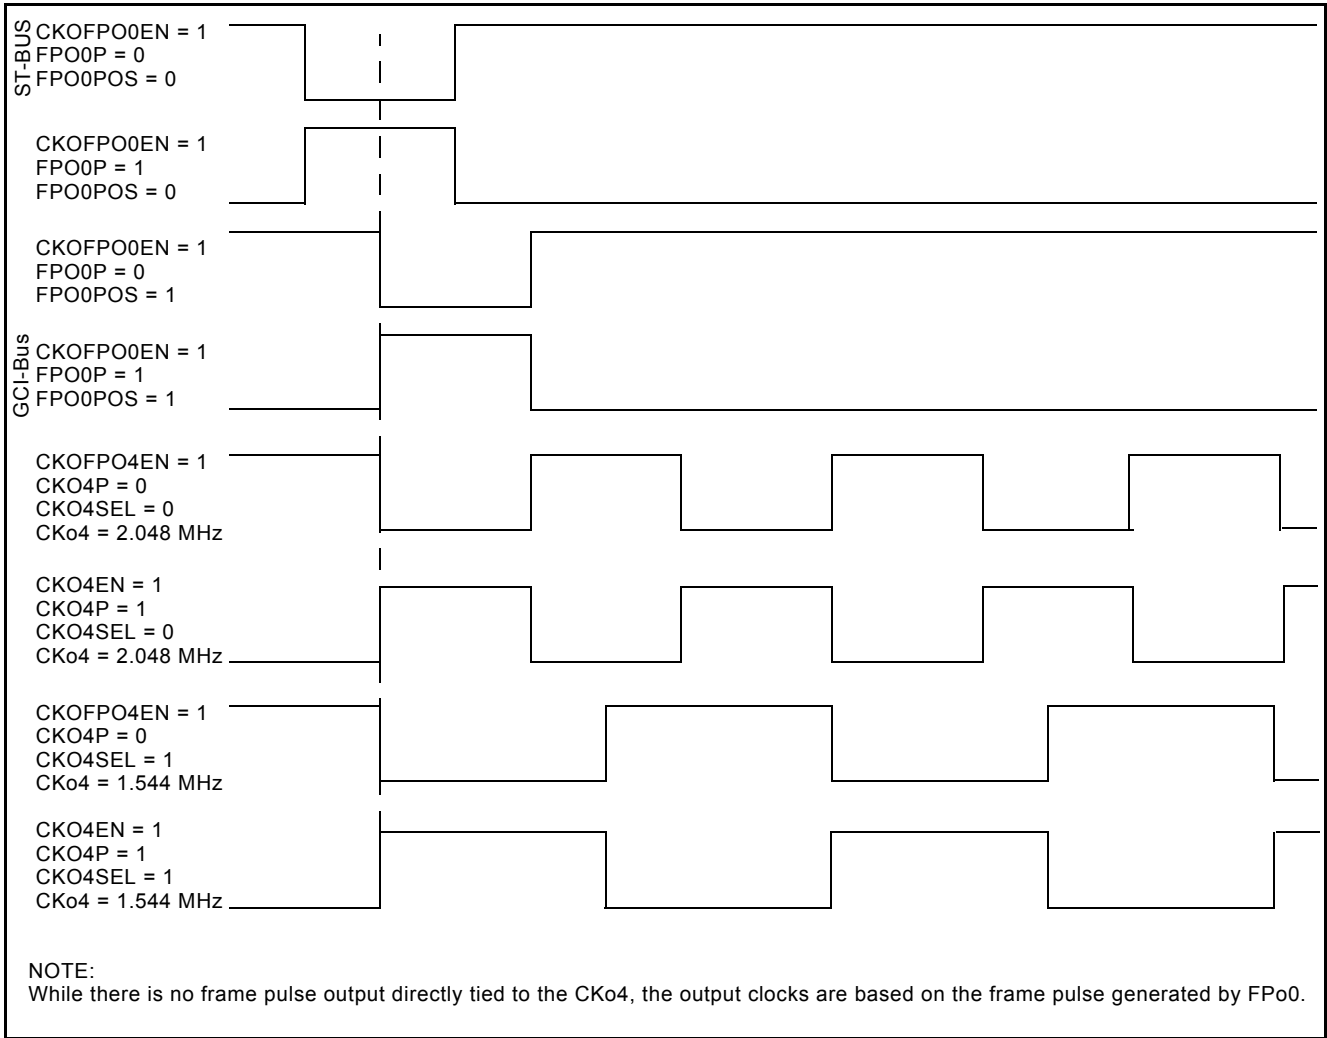 ST-BUS
CKOFPO0EN = 1
FPO0P = 0
FPO0POS = 0
CKOFPO0EN = 1
FPO0P = 1
FPO0POS = 0
CKOFPO0EN = 1
FPO0P = 0
FPO0POS = 1
GCI-Bus
CKOFPO0EN = 1
FPO0P = 1
FPO0POS = 1
CKOFPO4EN = 1
CKO4P = 0
CKO4SEL = 0
CKo4 = 2.048 MHz
CKO4EN = 1
CKO4P = 1
CKO4SEL = 0
CKo4 = 2.048 MHz
CKOFPO4EN = 1
CKO4P = 0
CKO4SEL = 1
CKo4 = 1.544 MHz
CKO4EN = 1
CKO4P = 1
CKO4SEL = 1
CKo4 = 1.544 MHz
NOTE:
While there is no frame pulse output directly tied to the CKo4, the output clocks are based on the frame pulse generated by FPo0.